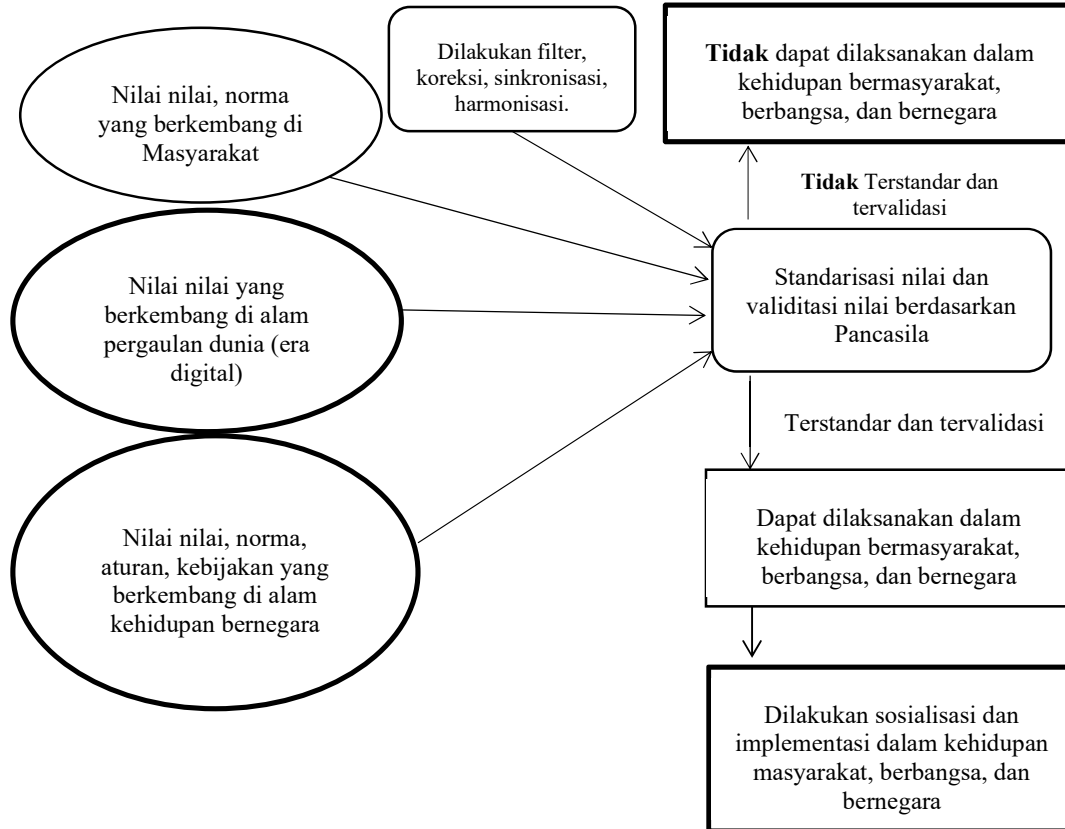 Nilai nilai, norma
yang berkembang di
Masyarakat
Dilakukan filter,
koreksi, sinkronisasi,
harmonisasi.
Tidak dapat dilaksanakan dalam
kehidupan bermasyarakat,
berbangsa, dan bernegara
Tidak Terstandar dan
tervalidasi
Nilai nilai yang
berkembang di alam
pergaulan dunia (era
digital)
Standarisasi nilai dan
validitasi nilai berdasarkan
Pancasila
Terstandar dan tervalidasi
Nilai nilai, norma,
aturan, kebijakan yang
berkembang di alam
kehidupan bernegara
Dapat dilaksanakan dalam
kehidupan bermasyarakat,
berbangsa, dan bernegara
Dilakukan sosialisasi dan
implementasi dalam kehidupan
masyarakat, berbangsa, dan
bernegara